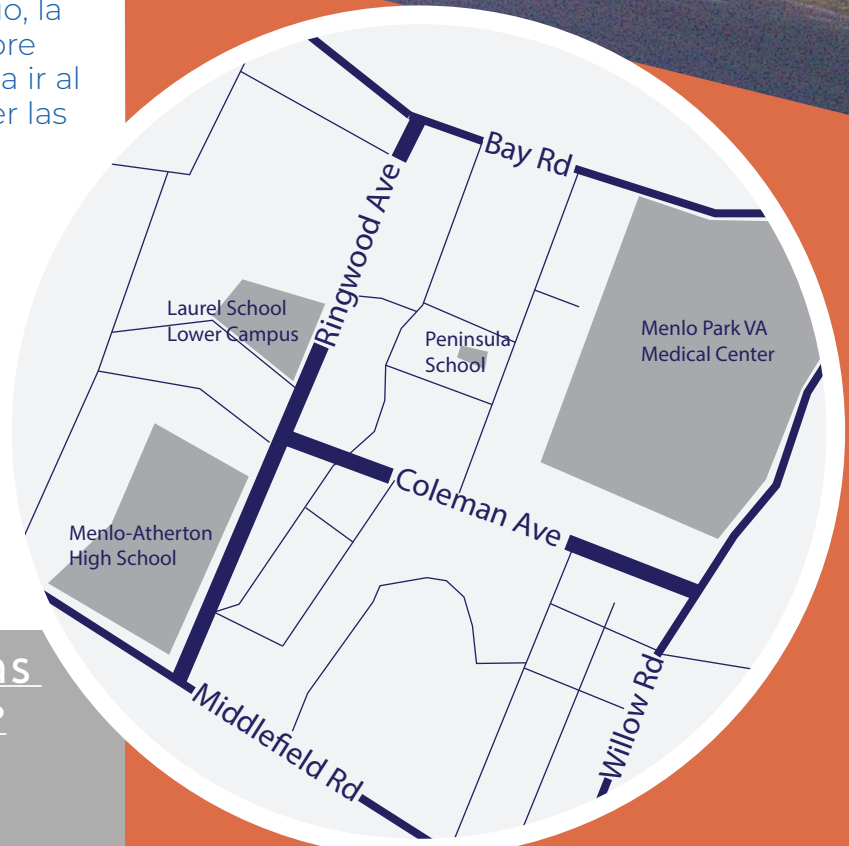 o, la
ore
a ir al
er las
Bay Rd
Ringwood Ave
Laurel School
Lower Campus
Peninsula
School
Menlo Park VA
Medical Center
Coleman Ave
Menlo-Atherton
High School
Willow Rd
Middlefield Rd
ns
?